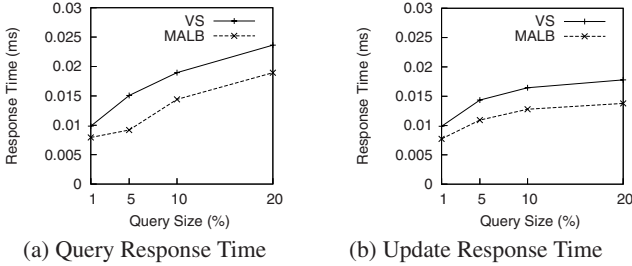 0.03
0.025
0.02
0.015
0.01
0.005
0
Response Time (ms)
VS
MALB
1 5 10 20
Query Size (%)
(a) Query Response Time
0.03
0.025
0.02
0.015
0.01
0.005
0
Response Time (ms)
VS
MALB
1 5 10 20
Query Size (%)
(b) Update Response Time